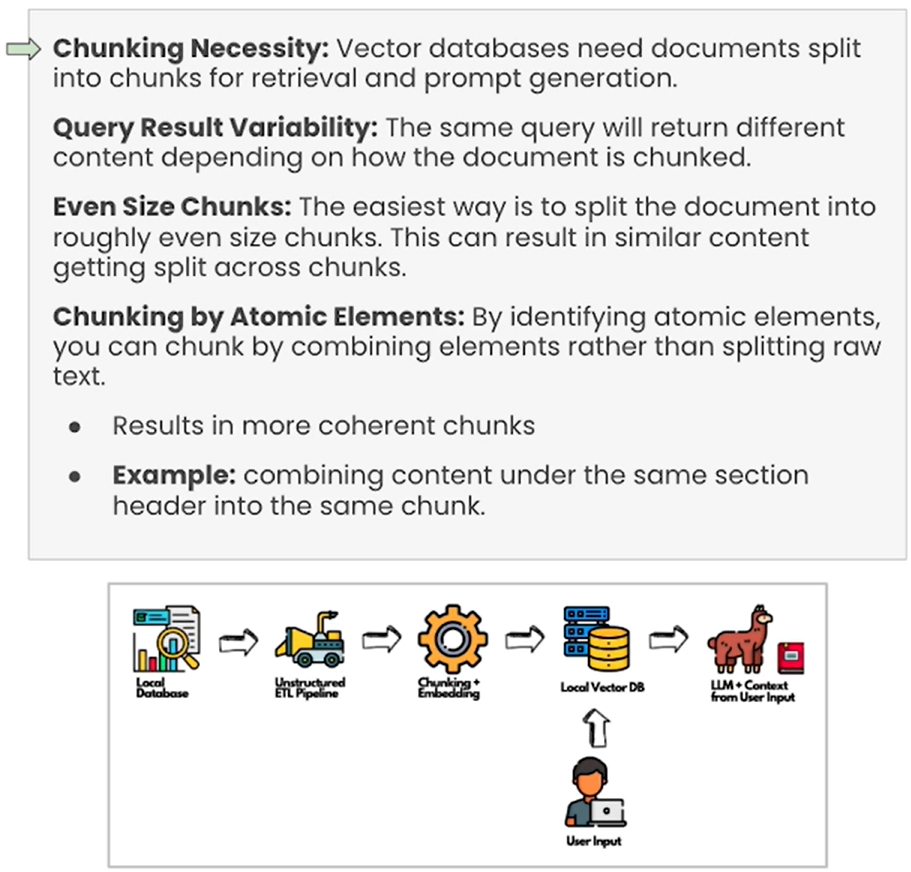 Chunking Necessity: Vector databases need documents split
into chunks for retrieval and prompt generation.
Query Result Variability: The same query will return different
content depending on how the document is chunked.
Even Size Chunks: The easiest way is to split the document into
roughly even size chunks. This can result in similar content
getting split across chunks.
Chunking by Atomic Elements: By identifying atomic elements,
you can chunk by combining elements rather than splitting raw
text.
● Results in more coherent chunks
● Example: combining content under the same section
header into the same chunk.
Local
Database
Unstructured
ETL Pipeline
Chunking +
Embedding
Local Vector DB
LLM + Context
from User Input
User Input